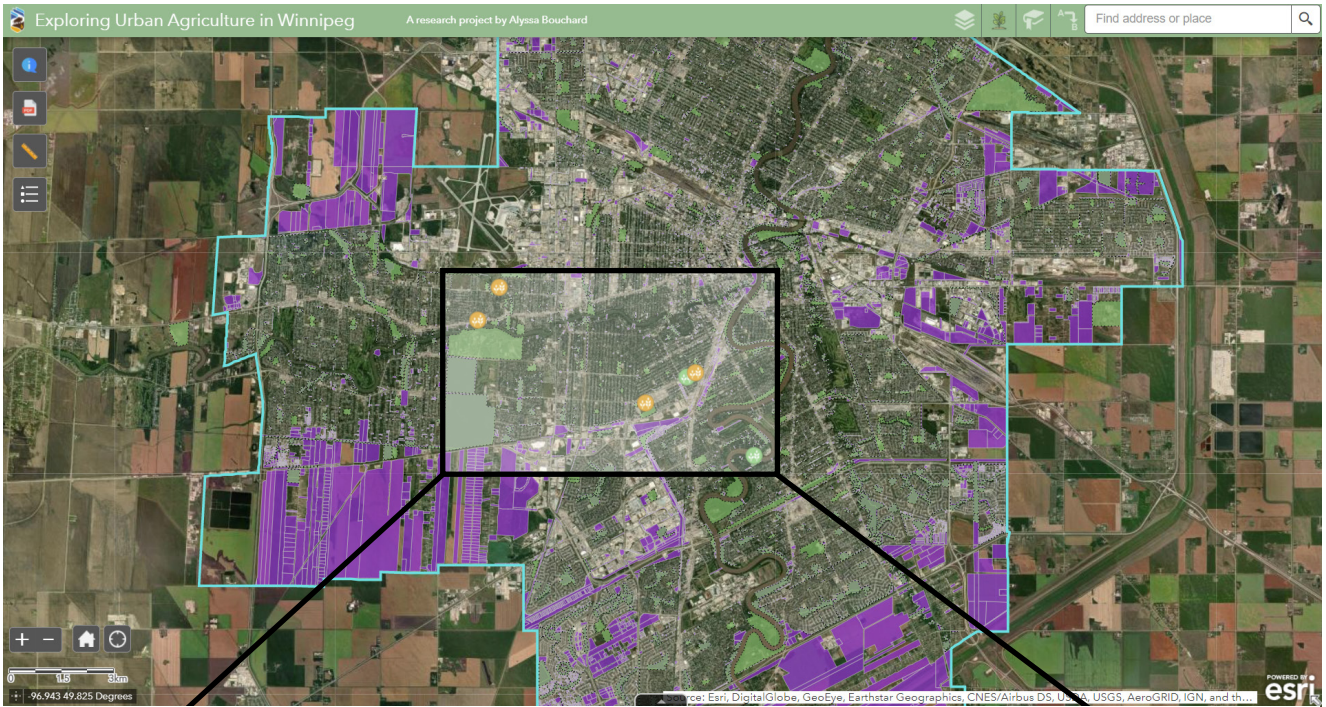 Exploring Urban Agriculture in Winnipeg
A research project by Alyssa Bouchard
Find address or place
PDF
0 1.5 3km
-96.943 49.825 Degrees
Source: Esri, DigitalGlobe, GeoEye, Earthstar Geographics, CNES/Airbus DS, USDA, USGS, AeroGRID, IGN, and th...
POWERED BY
esri